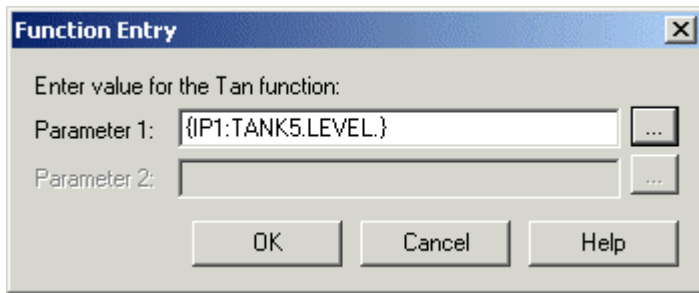 Function Entry
Enter value for the Tan function:
Parameter 1: {IP1:TANK5.LEVEL.} ...
Parameter 2: ...
OK Cancel Help